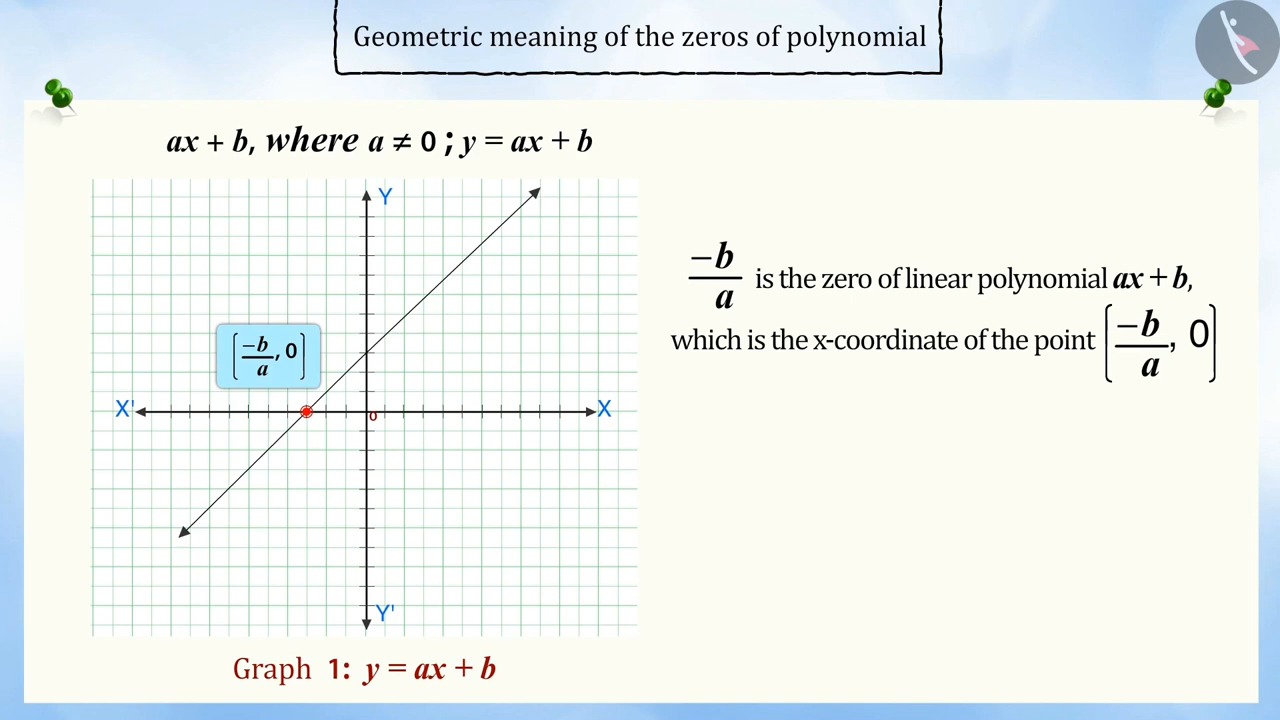 Geometric meaning of the zeros of polynomial
ax + b, where a ≠ 0 ; y = ax + b
Y
[−b/a, 0]
X'
o
X
Y'
Graph 1: y = ax + b
−b/a is the zero of linear polynomial ax + b,
which is the x-coordinate of the point [−b/a, 0]